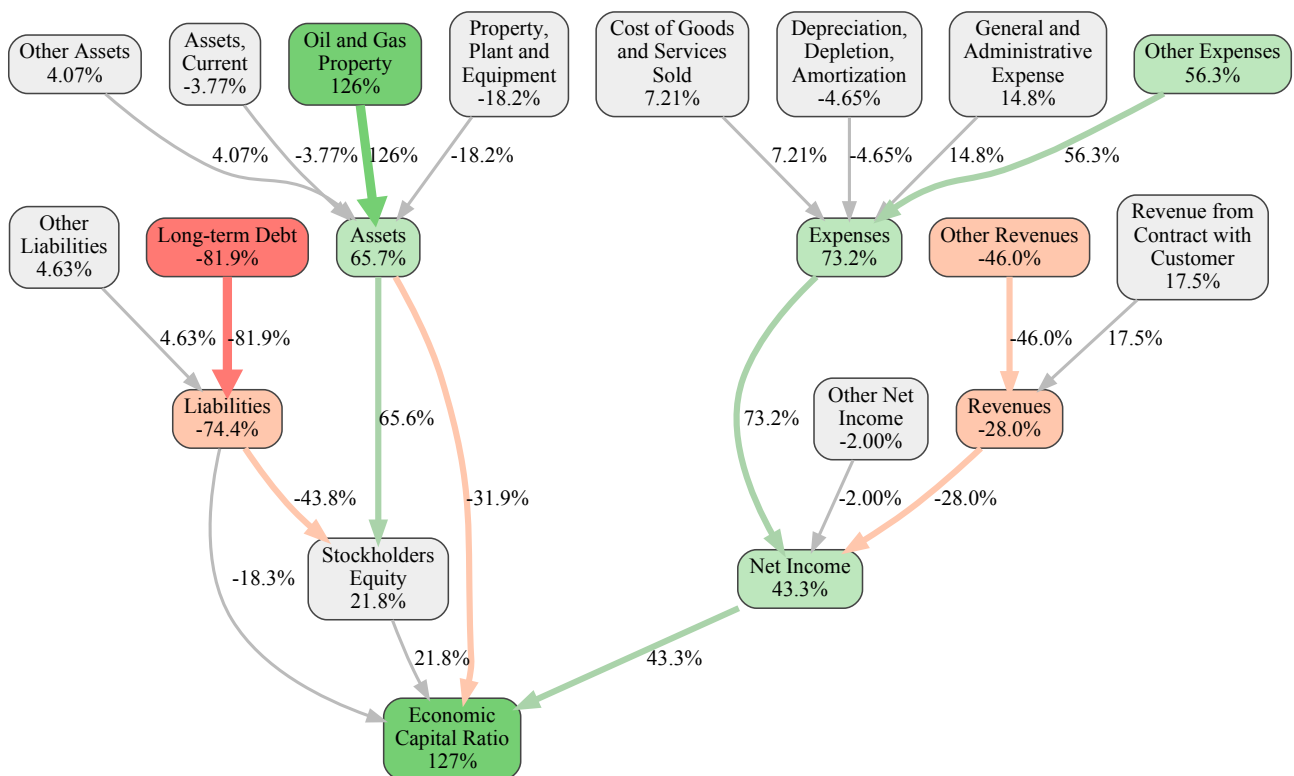 Other Assets
4.07%
Assets,
Current
-3.77%
Oil and Gas
Property
126%
Property,
Plant and
Equipment
-18.2%
Cost of Goods
and Services
Sold
7.21%
Depreciation,
Depletion,
Amortization
-4.65%
General and
Administrative
Expense
14.8%
Other Expenses
56.3%
4.07%
-3.77%
126%
-18.2%
7.21%
-4.65%
14.8%
56.3%
Other
Liabilities
4.63%
Long-term Debt
-81.9%
Assets
65.7%
Expenses
73.2%
Other Revenues
-46.0%
Revenue from
Contract with
Customer
17.5%
4.63%
-81.9%
-46.0%
17.5%
Liabilities
-74.4%
65.6%
73.2%
Other Net
Income
-2.00%
Revenues
-28.0%
-43.8%
-31.9%
-2.00%
-28.0%
-18.3%
Stockholders
Equity
21.8%
Net Income
43.3%
21.8%
43.3%
Economic
Capital Ratio
127%